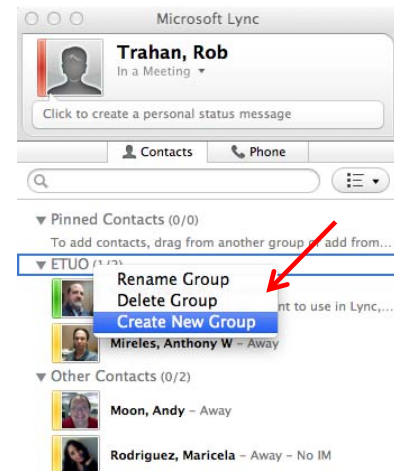 Microsoft Lync
Trahan, Rob
In a Meeting
Click to create a personal status message
Contacts Phone
Pinned Contacts (0/0)
To add contacts, drag from another group or add from...
ETUO (1/2)
Rename Group
Delete Group
nt to use in Lync,...
Create New Group
Mireles, Anthony W – Away
Other Contacts (0/2)
Moon, Andy – Away
Rodriguez, Maricela – Away – No IM